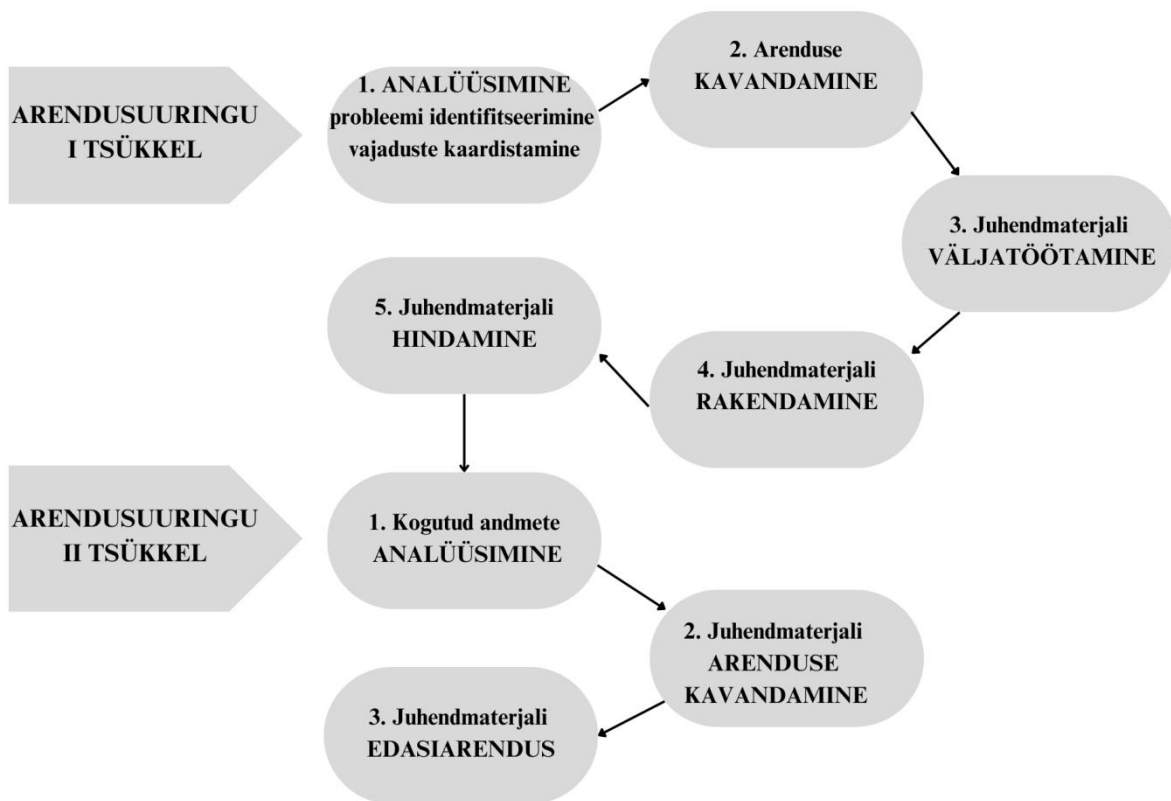 ARENDUSUURINGU
I TSÜKKEL
1. ANALÜÜSIMINE
probleemi identifitseerimine
vajaduste kaardistamine
2. Arenduse
KAVANDAMINE
3. Juhendmaterjali
VÄLJATÖÖTAMINE
4. Juhendmaterjali
RAKENDAMINE
5. Juhendmaterjali
HINDAMINE
ARENDUSUURINGU
II TSÜKKEL
1. Kogutud andmete
ANALÜÜSIMINE
2. Juhendmaterjali
ARENDUSE
KAVANDAMINE
3. Juhendmaterjali
EDASIARENDUS